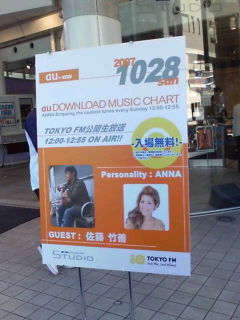 au by KDDI
2007
1028
sun
au DOWNLOAD MUSIC CHART
ANNA Dropping the coolest tunes every Sunday 12:00-12:55.
TOKYO FM公開生放送
12:00-12:55 ON AIR!!
入場無料!
Personality : ANNA
GUEST : 佐藤 竹善
STUDIO
TOKYO FM